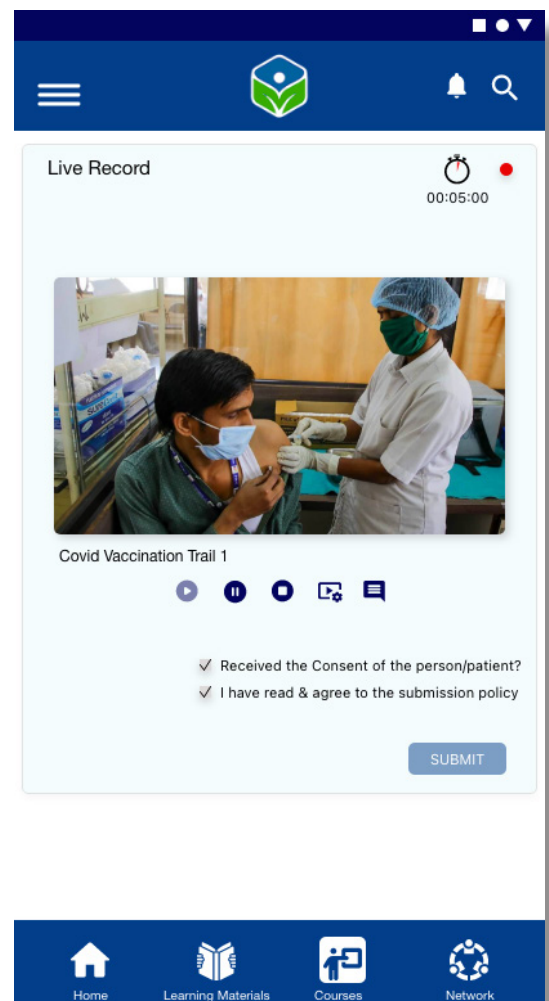 Live Record
00:05:00
Covid Vaccination Trail 1
Received the Consent of the person/patient?
I have read & agree to the submission policy
SUBMIT
Home
Learning Materials
Courses
Network